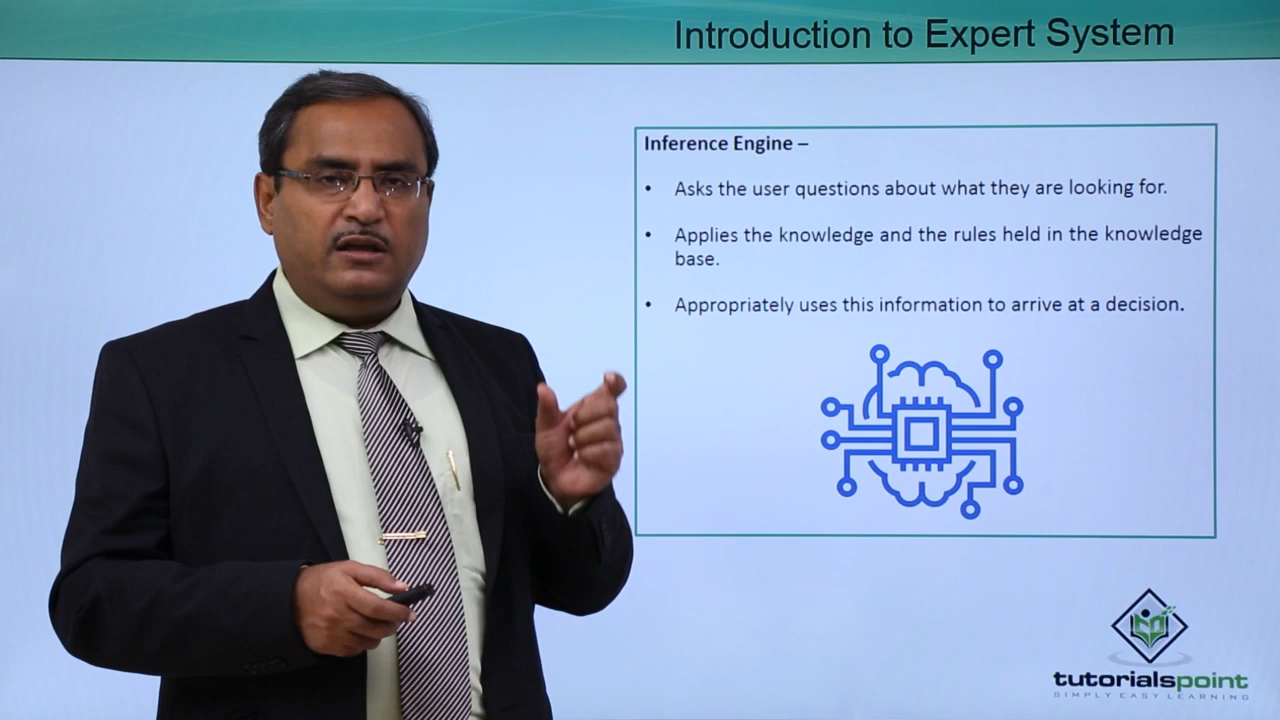 Introduction to Expert System
Inference Engine –
• Asks the user questions about what they are looking for.
• Applies the knowledge and the rules held in the knowledge
base.
• Appropriately uses this information to arrive at a decision.
tutorialspoint
SIMPLY EASY LEARNING